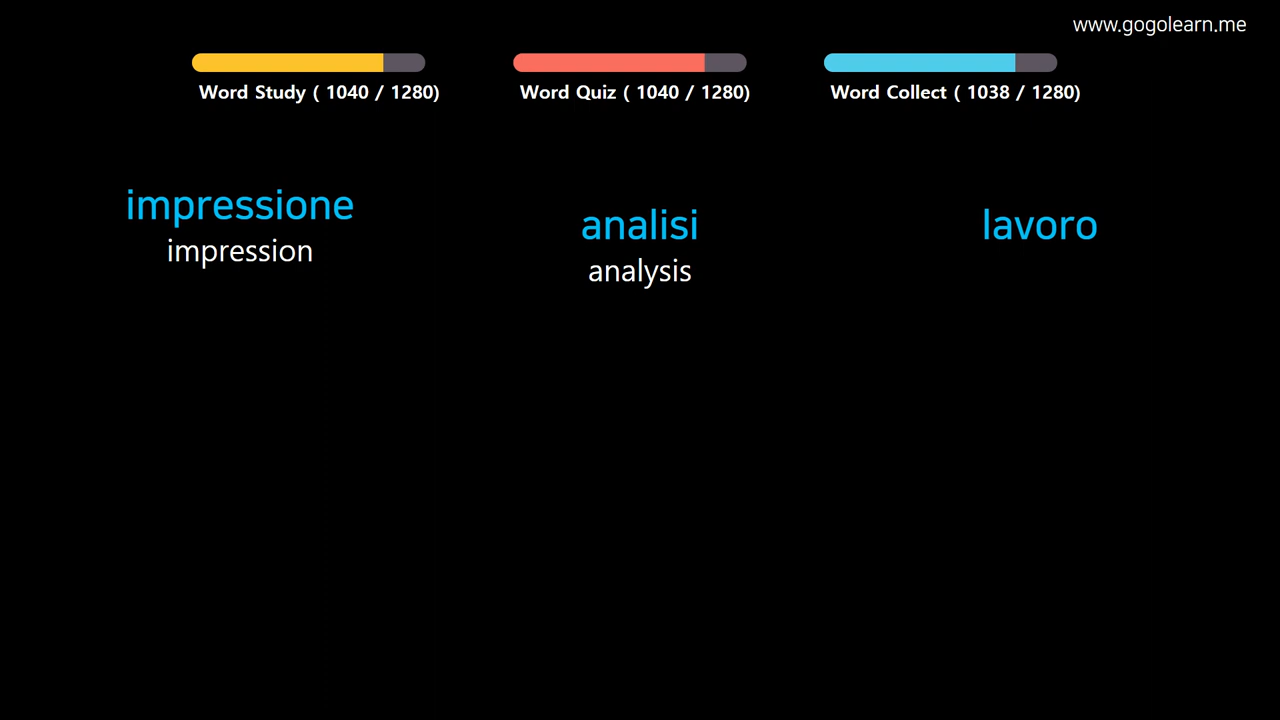 www.gogolearn.me
Word Study ( 1040 / 1280)
Word Quiz ( 1040 / 1280)
Word Collect ( 1038 / 1280)
impressione
impression
analisi
analysis
lavoro